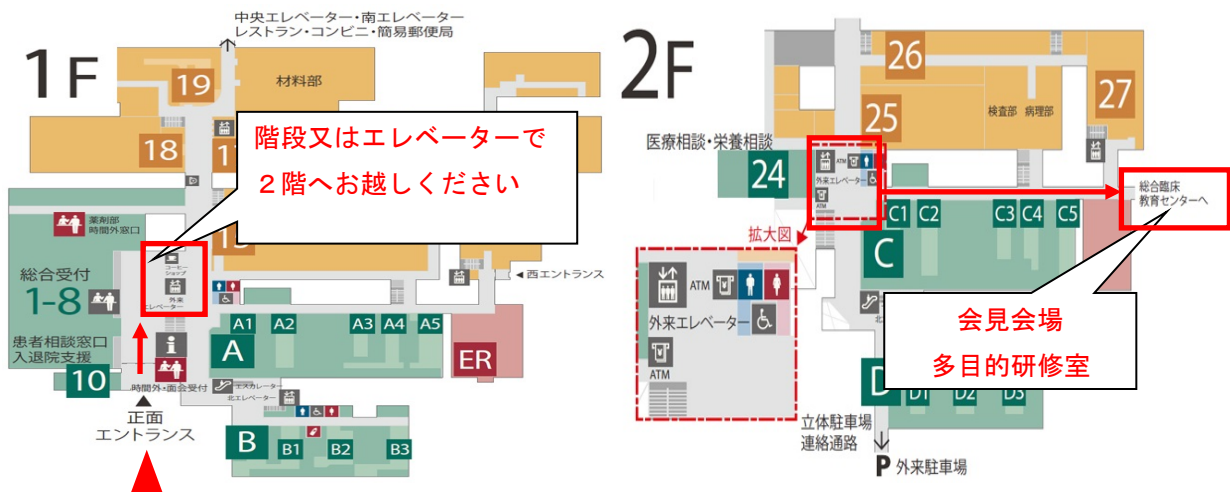 1F
中央エレベーター・南エレベーター
レストラン・コンビニ・簡易郵便局
19
材料部
18
階段又はエレベーターで
２階へお越しください
薬剤部
時間外窓口
総合受付
1-8
コーヒー
ショップ
外来
エレベーター
西エントランス
患者相談窓口
入退院支援
10
時間外・面会受付
正面
エントランス
A1
A2
A3
A4
A5
A
ER
エスカレーター
北エレベーター
B
B1
B2
B3
2F
26
25
検査部
病理部
27
医療相談・栄養相談
24
ATM
外来エレベーター
ATM
総合臨床
教育センターへ
拡大図
C1
C2
C3
C4
C5
C
ATM
外来エレベーター
ATM
会見会場
多目的研修室
D
D1
D2
D3
立体駐車場
連絡通路
P 外来駐車場